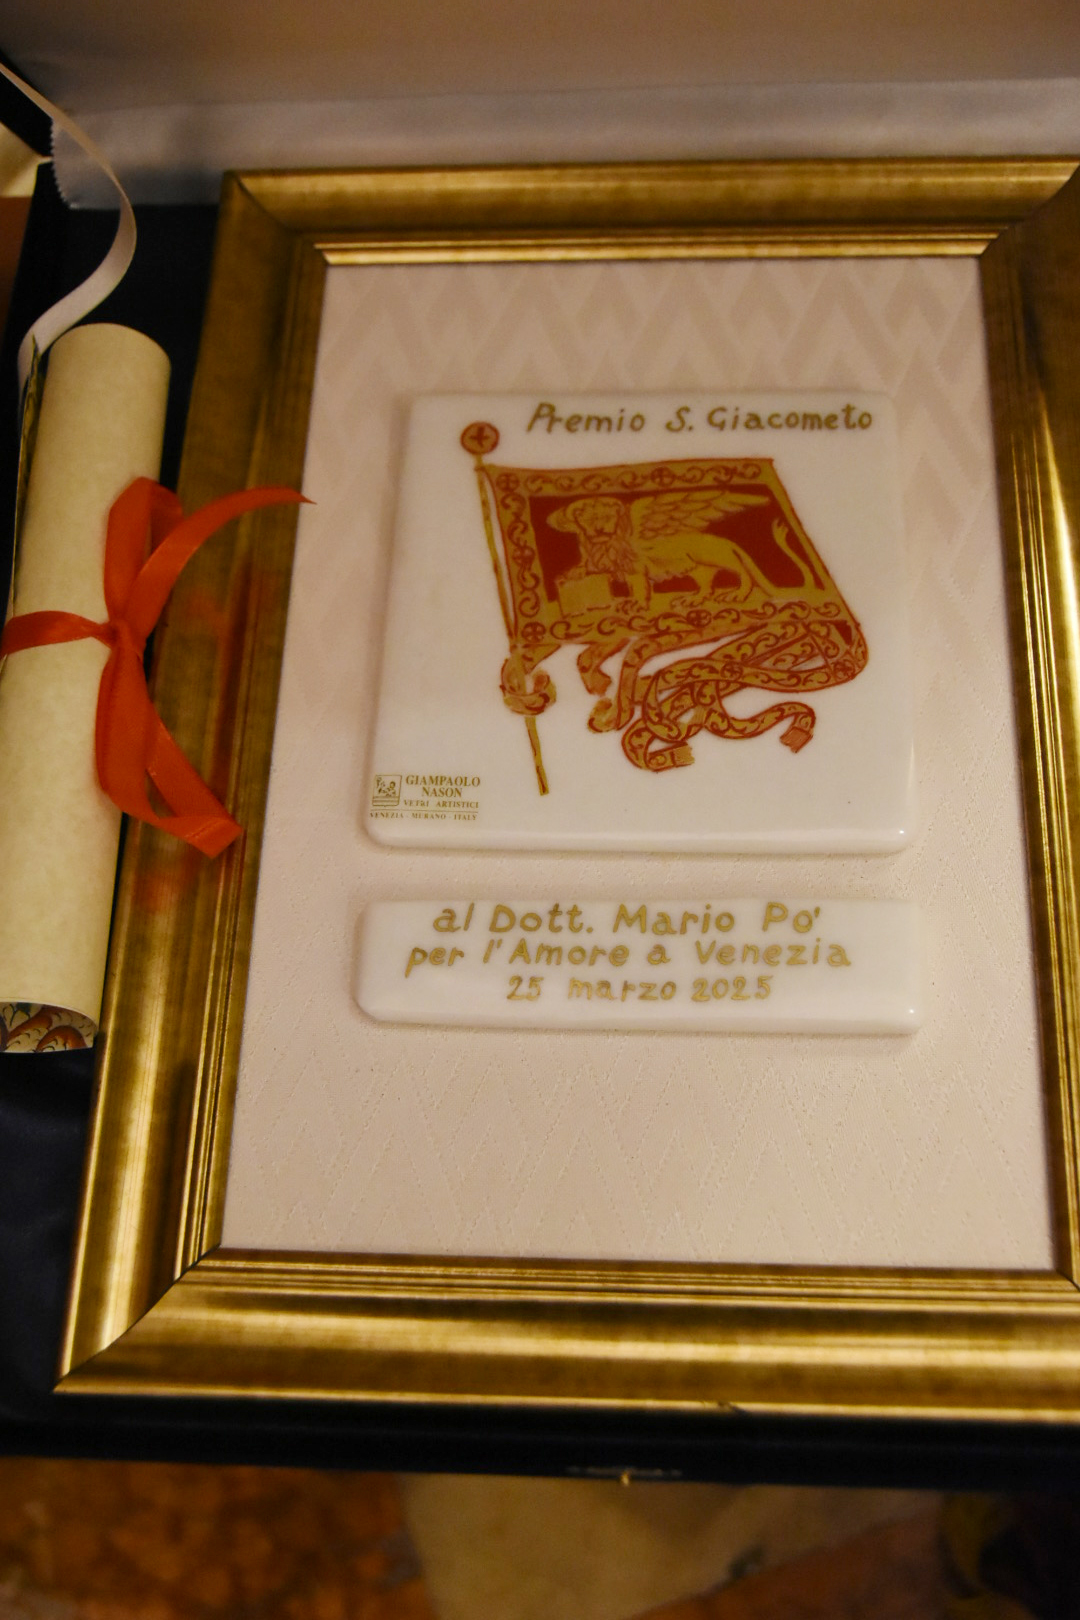 Premio S. Giacometo
GIAMPAOLO
NASON
VETRI ARTISTICI
VENEZIA - MURANO - ITALY
al Dott. Mario Po'
per l'Amore a Venezia
25 marzo 2025